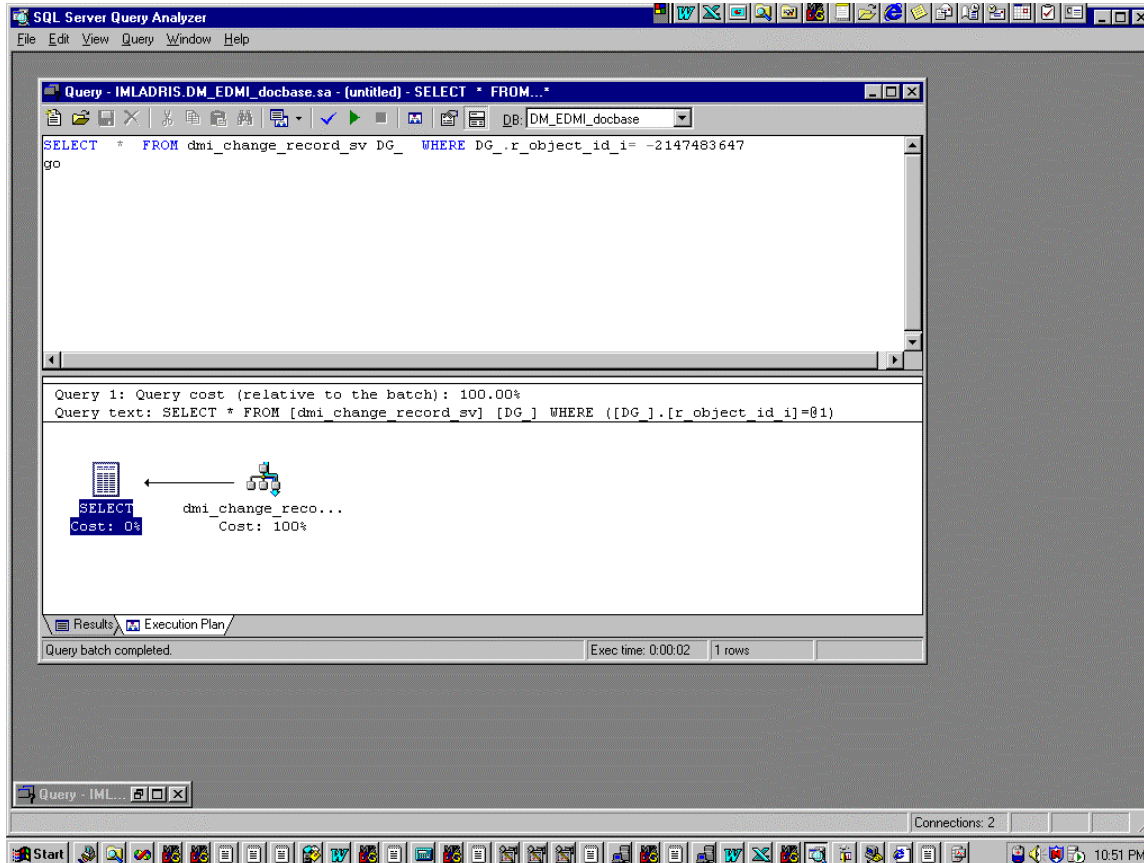 SQL Server Query Analyzer
File Edit View Query Window Help
Query - IMLADRIS.DM_EDMI_docbase.sa - (untitled) - SELECT * FROM...*
DB: DM_EDMI_docbase
SELECT * FROM dmi_change_record_sv DG_ WHERE DG_.r_object_id_i= -2147483647
go
Query 1: Query cost (relative to the batch): 100.00%
Query text: SELECT * FROM [dmi_change_record_sv] [DG_] WHERE ([DG_].[r_object_id_i]=@1)
SELECT
Cost: 0%
dmi_change_reco...
Cost: 100%
Results Execution Plan
Query batch completed. Exec time: 0:00:02 1 rows
Query - IML...
Connections: 2
Start 10:51 PM